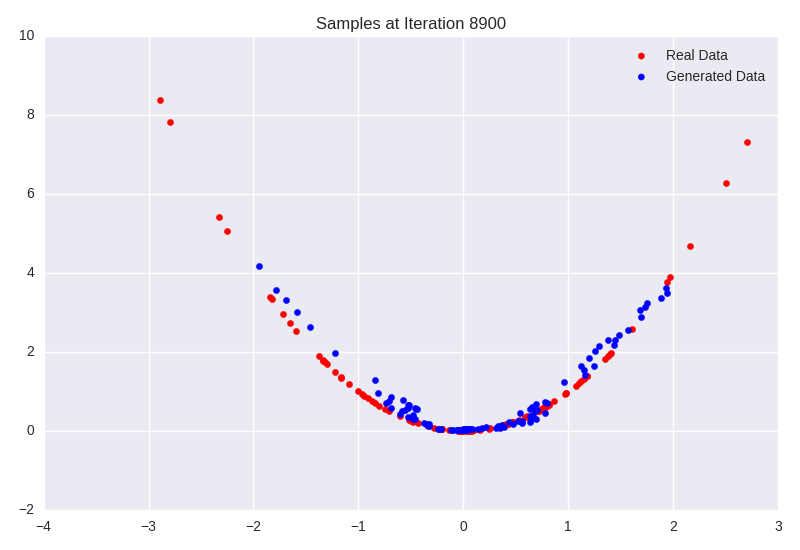 Samples at Iteration 8900
10
8
6
4
2
0
−2
−4 −3 −2 −1 0 1 2 3
Real Data
Generated Data